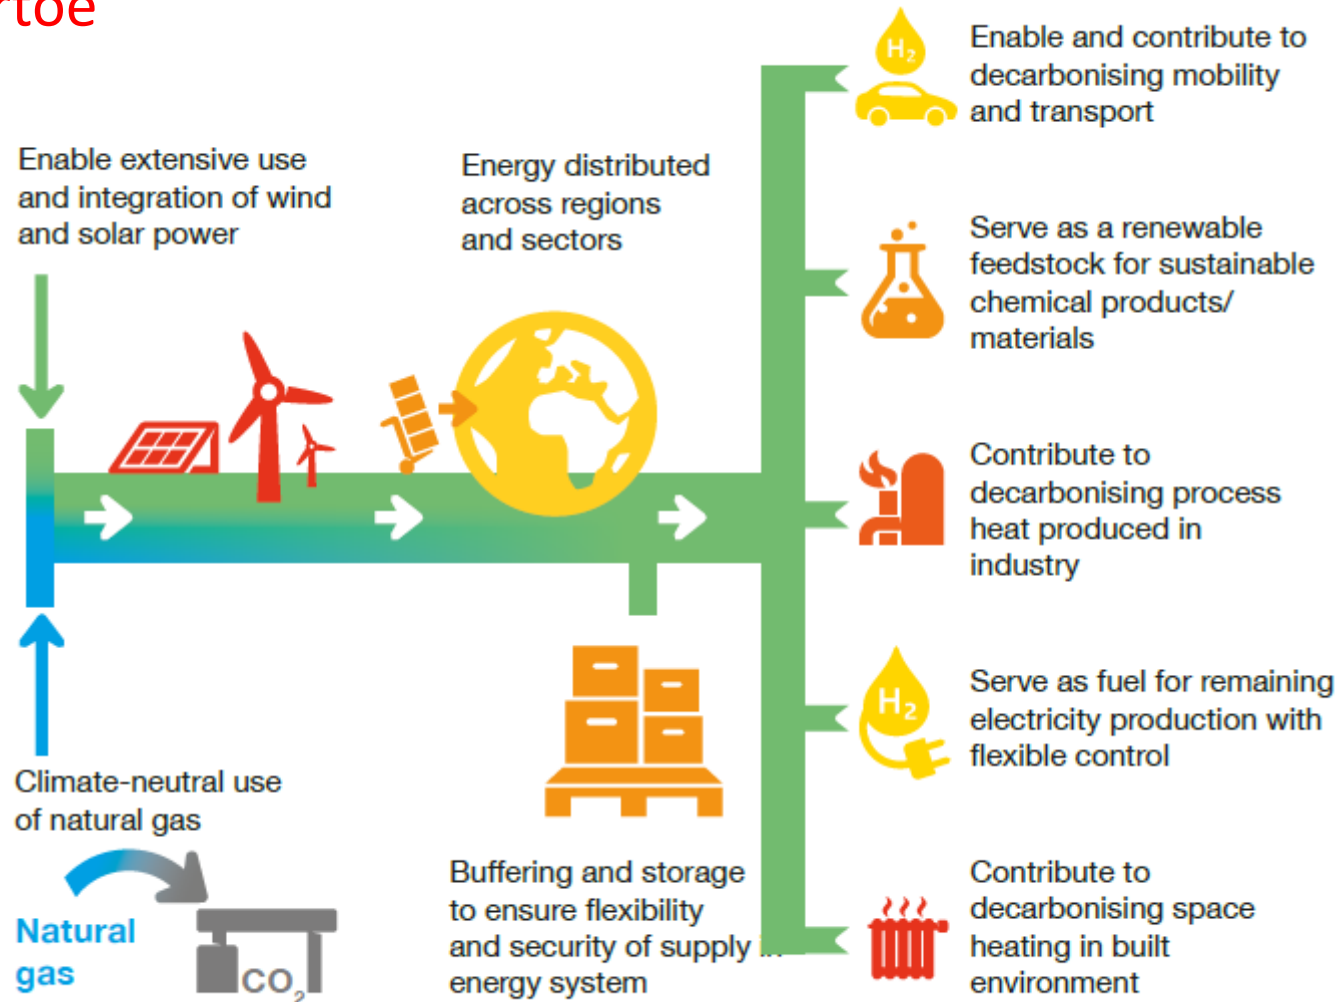 rtoe
Enable extensive use
and integration of wind
and solar power
Energy distributed
across regions
and sectors
Climate-neutral use
of natural gas
Natural
gas
CO2
Buffering and storage
to ensure flexibility
and security of supply in
energy system
H2
Enable and contribute to
decarbonising mobility
and transport
Serve as a renewable
feedstock for sustainable
chemical products/
materials
Contribute to
decarbonising process
heat produced in
industry
H2
Serve as fuel for remaining
electricity production with
flexible control
Contribute to
decarbonising space
heating in built
environment